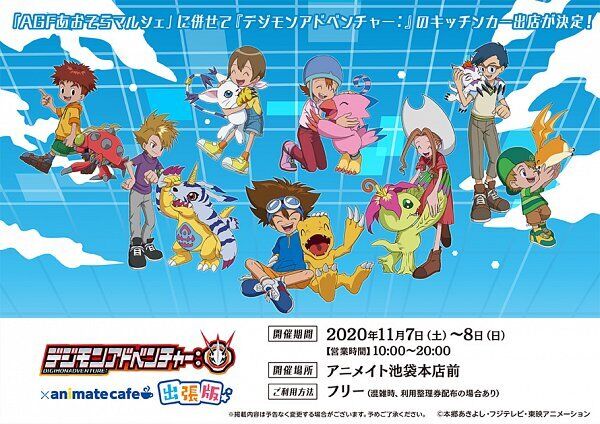 「AGFあおぞらマルシェ」に併せて『デジモンアドベンチャー：』のキッチンカー出店が決定！
デジモンアドベンチャー：
DIGIMON ADVENTURE:
×animatecafe 出張版
開催期間 2020年11月7日（土）～8日（日）
【営業時間】10:00～20:00
開催場所 アニメイト池袋本店前
ご利用方法 フリー（混雑時、利用整理券配布の場合あり）
※掲載内容は予告なく変更する場合がございます。予めご了承ください。 ©本郷あきよし・フジテレビ・東映アニメーション